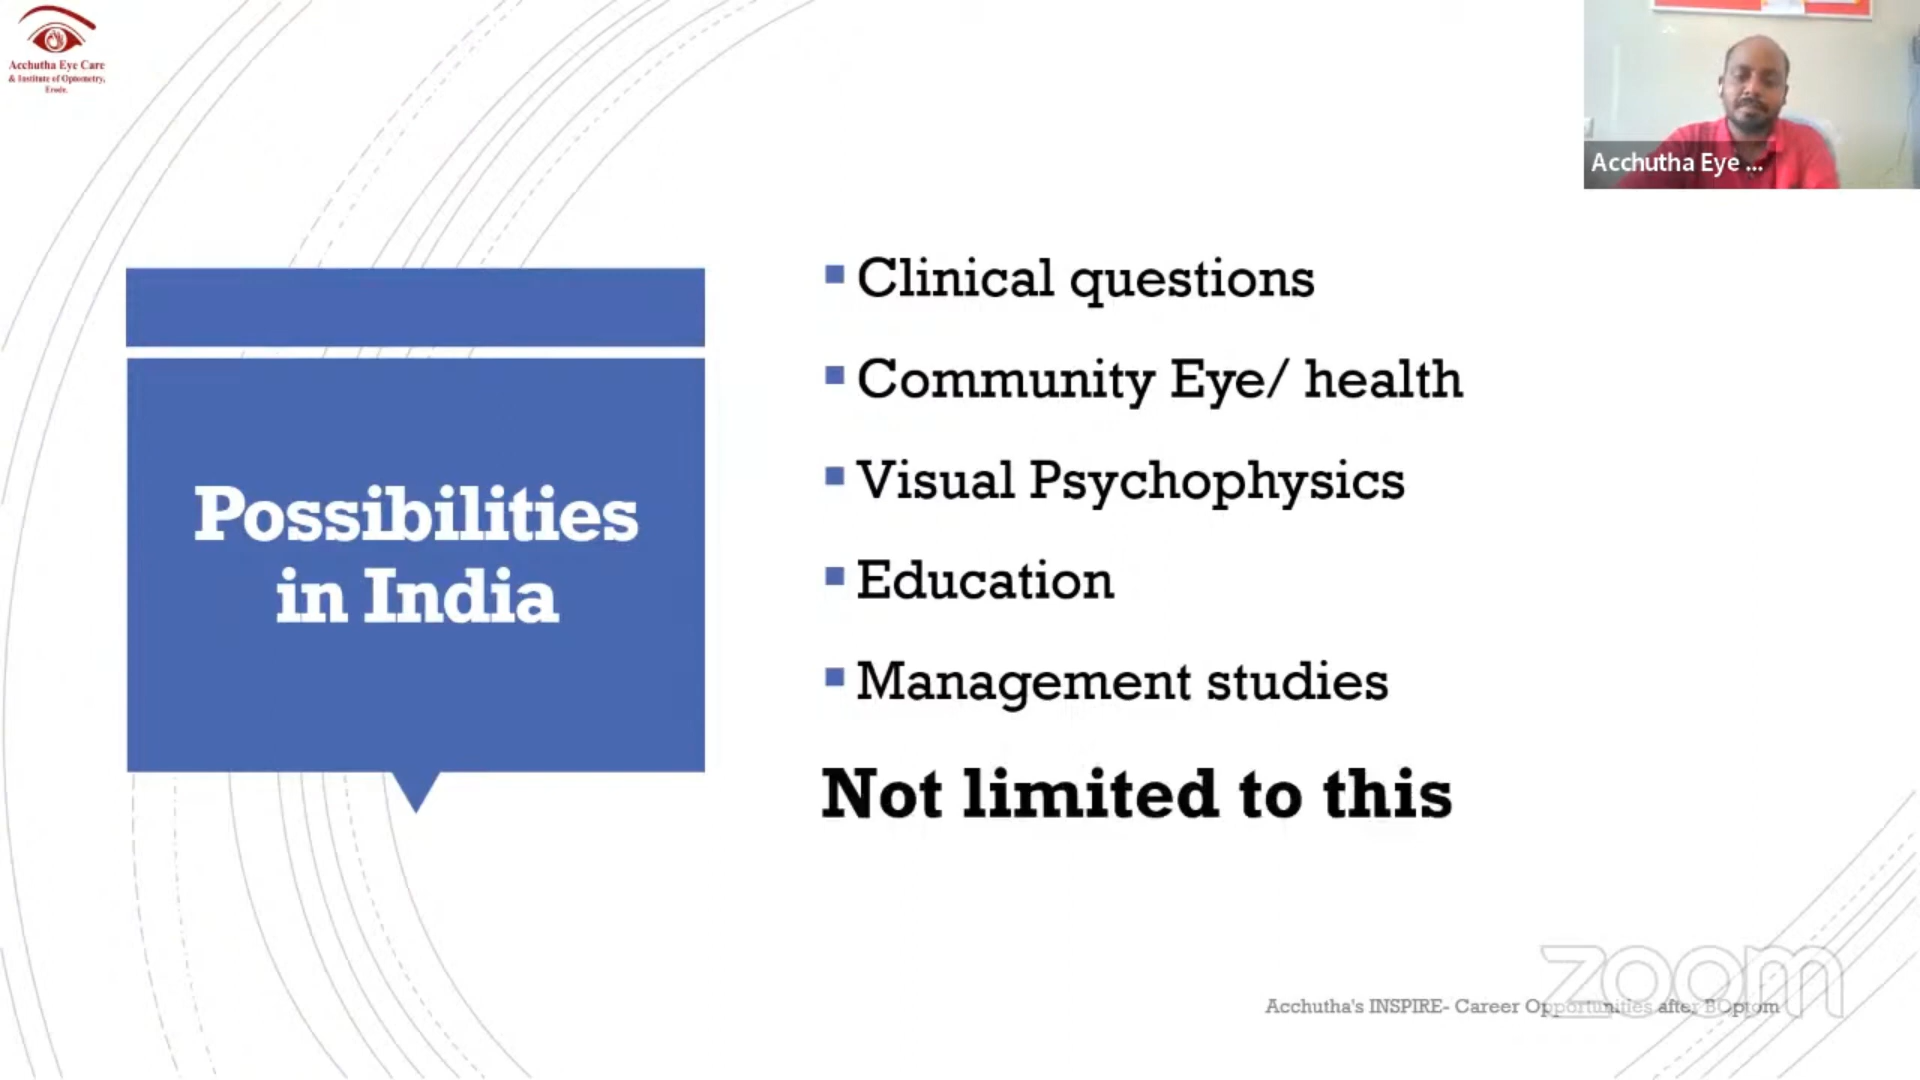 Acchutha Eye Care
& Institute of Optometry,
Erode.
Acchutha Eye ...
Possibilities
in India
Clinical questions
Community Eye/ health
Visual Psychophysics
Education
Management studies
Not limited to this
zoom
Acchutha's INSPIRE- Career Opportunities after BOptom